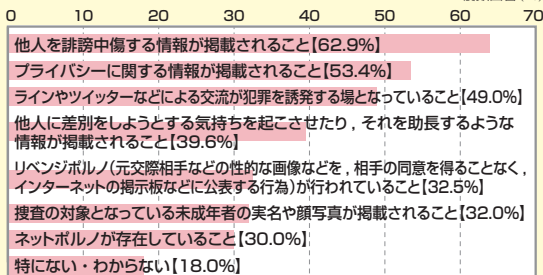 0 10 20 30 40 50 60 70
他人を誹謗中傷する情報が掲載されること【62.9%】
プライバシーに関する情報が掲載されること【53.4%】
ラインやツイッターなどによる交流が犯罪を誘発する場となっていること【49.0%】
他人に差別をしようとする気持ちを起こさせたり，それを助長するような
情報が掲載されること【39.6%】
リベンジポルノ（元交際相手などの性的な画像などを，相手の同意を得ることなく，
インターネットの掲示板などに公表する行為）が行われていること【32.5%】
捜査の対象となっている未成年者の実名や顔写真が掲載されること【32.0%】
ネットポルノが存在していること【30.0%】
特にない・わからない【18.0%】